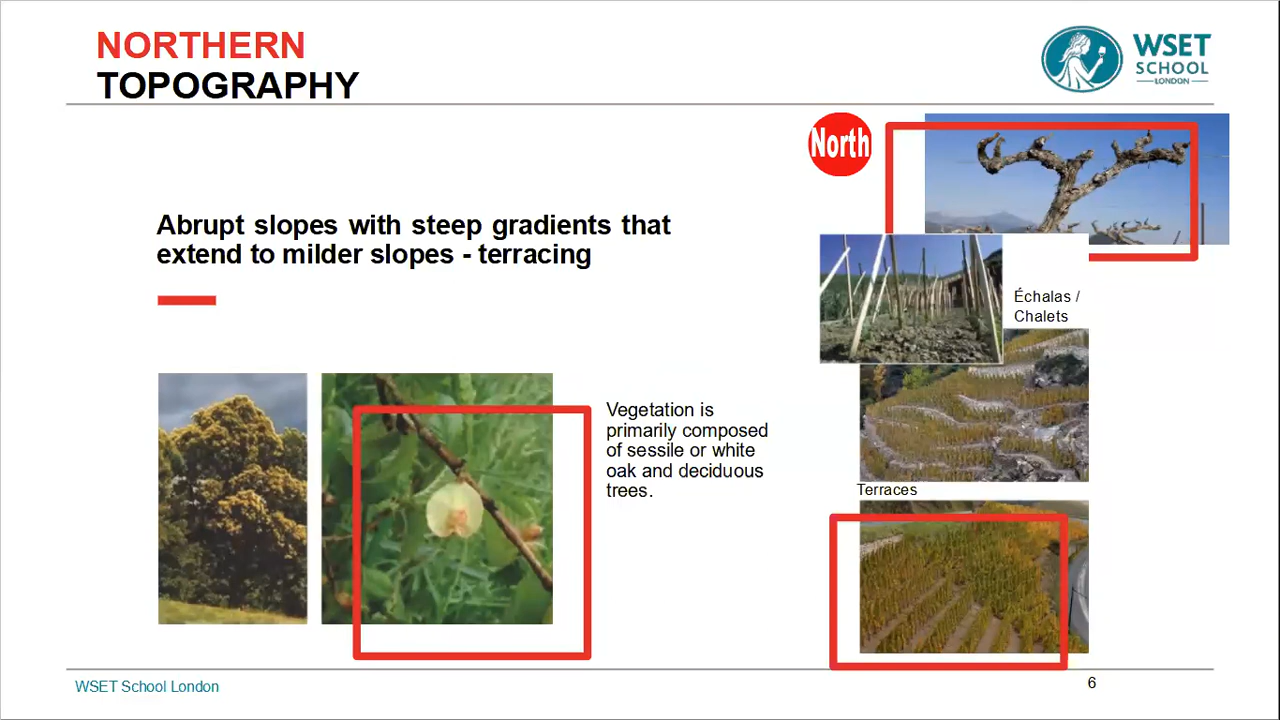 NORTHERN
TOPOGRAPHY
WSET
SCHOOL
LONDON
North
Abrupt slopes with steep gradients that
extend to milder slopes - terracing
Échalas /
Chalets
Vegetation is
primarily composed
of sessile or white
oak and deciduous
trees.
Terraces
WSET School London
6